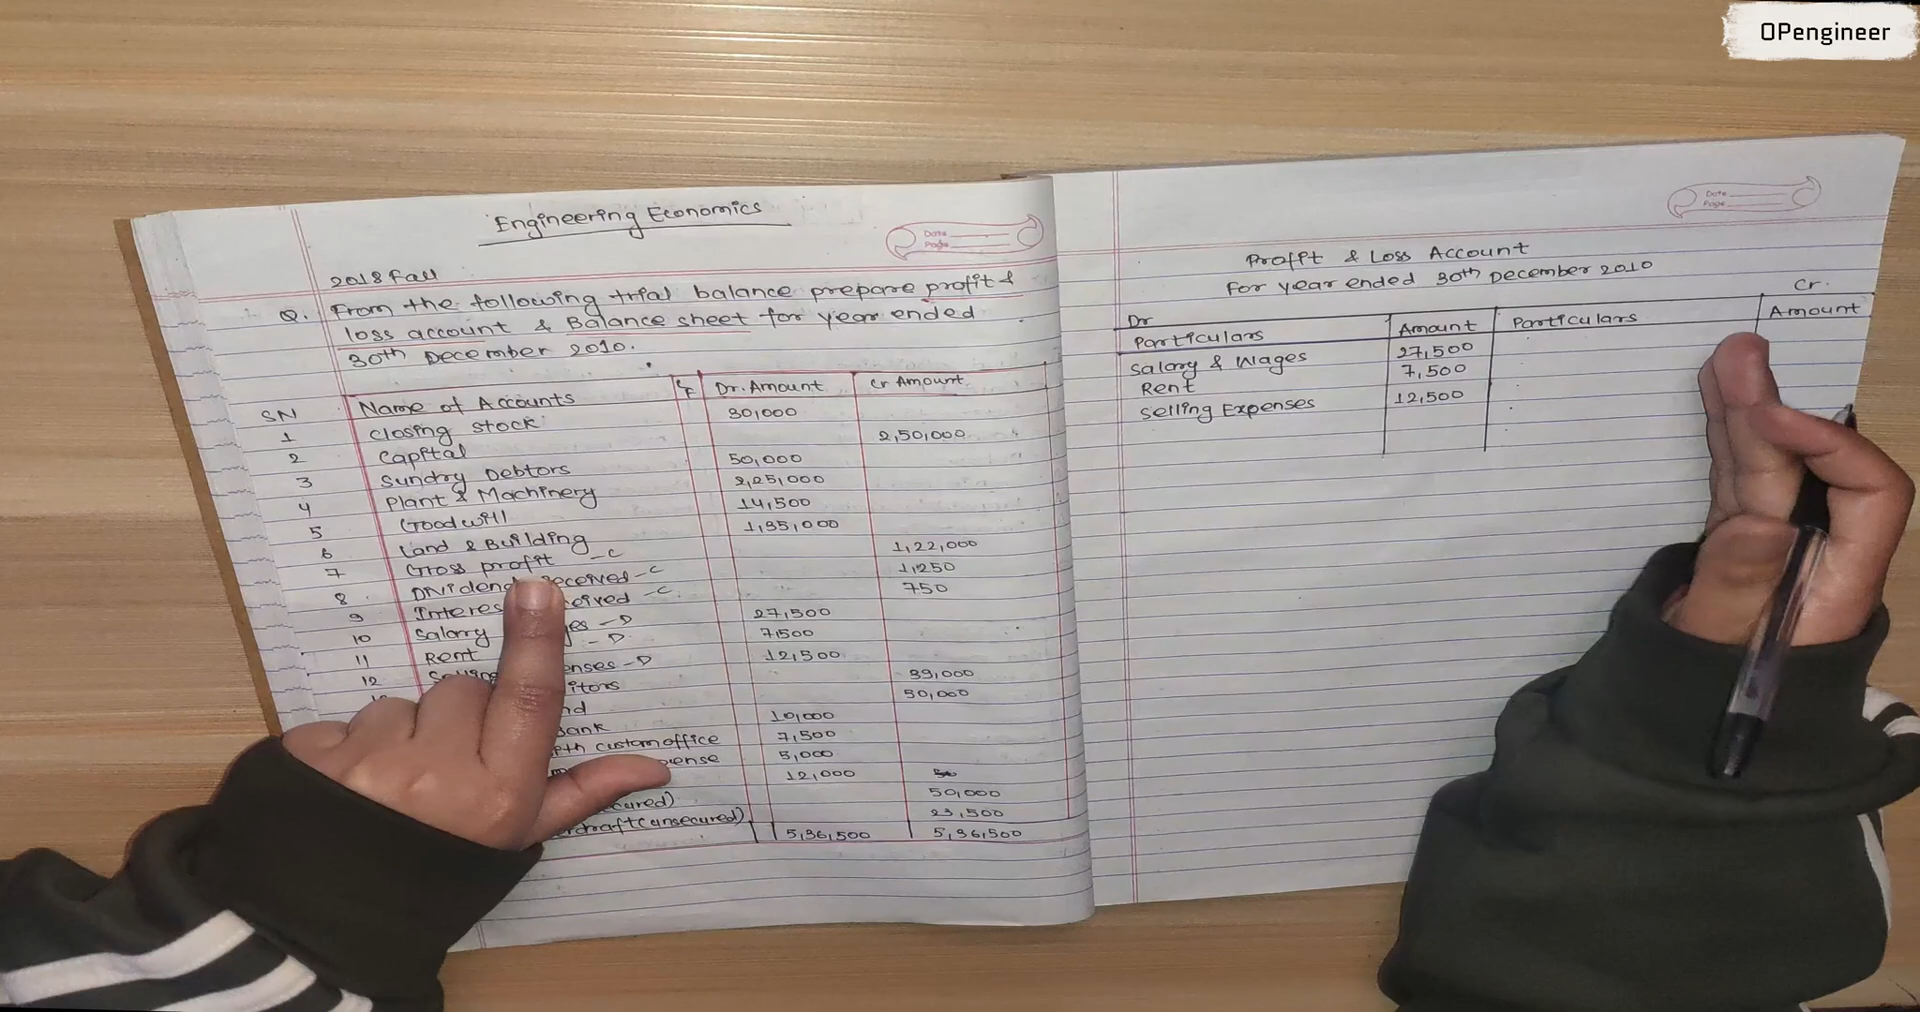 OPengineer
Engineering Economics
Date
Page
2018 Fall
Q. From the following trial balance prepare profit &
loss account & Balance sheet for year ended
30th December 2010.
SN Name of Accounts LF Dr. Amount Cr Amount
1 Closing stock 30,000
2 Capital 2,50,000
3 Sundry Debtors 50,000
4 Plant & Machinery 2,25,000
5 Goodwill 14,500
6 Land & Building 1,35,000
7 Gross profit -C 1,22,000
8 received -C 1,250
9 -C 750
10 Salary -D 27,500
11 Rent -D 7,500
12 -D 12,500
39,000
50,000
10,000
custom office 7,500
5,000
12,000
50,000
(unsecured) 23,500
5,36,500 5,36,500
Date
Page
Profit & Loss Account
For year ended 30th December 2010
Dr Cr.
Particulars Amount Particulars Amount
Salary & Wages 27,500
Rent 7,500
Selling Expenses 12,500